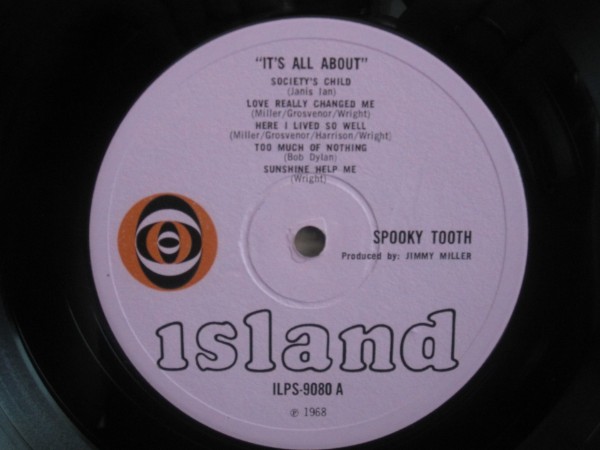 "IT'S ALL ABOUT"
SOCIETY'S CHILD
(Janis Ian)
LOVE REALLY CHANGED ME
(Miller/Grosvenor/Wright)
HERE I LIVED SO WELL
(Miller/Grosvenor/Harrison/Wright)
TOO MUCH OF NOTHING
(Bob Dylan)
SUNSHINE HELP ME
(Wright)
SPOOKY TOOTH
Produced by: JIMMY MILLER
island
ILPS-9080 A
℗ 1968